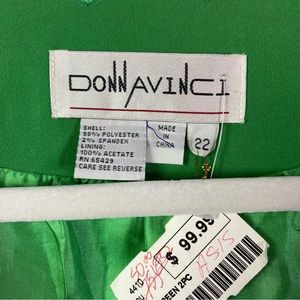 DONNAVINCI
SHELL:
98% POLYESTER
2% SPANDEX
LINING:
100% ACETATE
RN 65429
CARE SEE REVERSE
MADE
IN
CHINA
22
$ 99.99
4410
GREEN 2PC